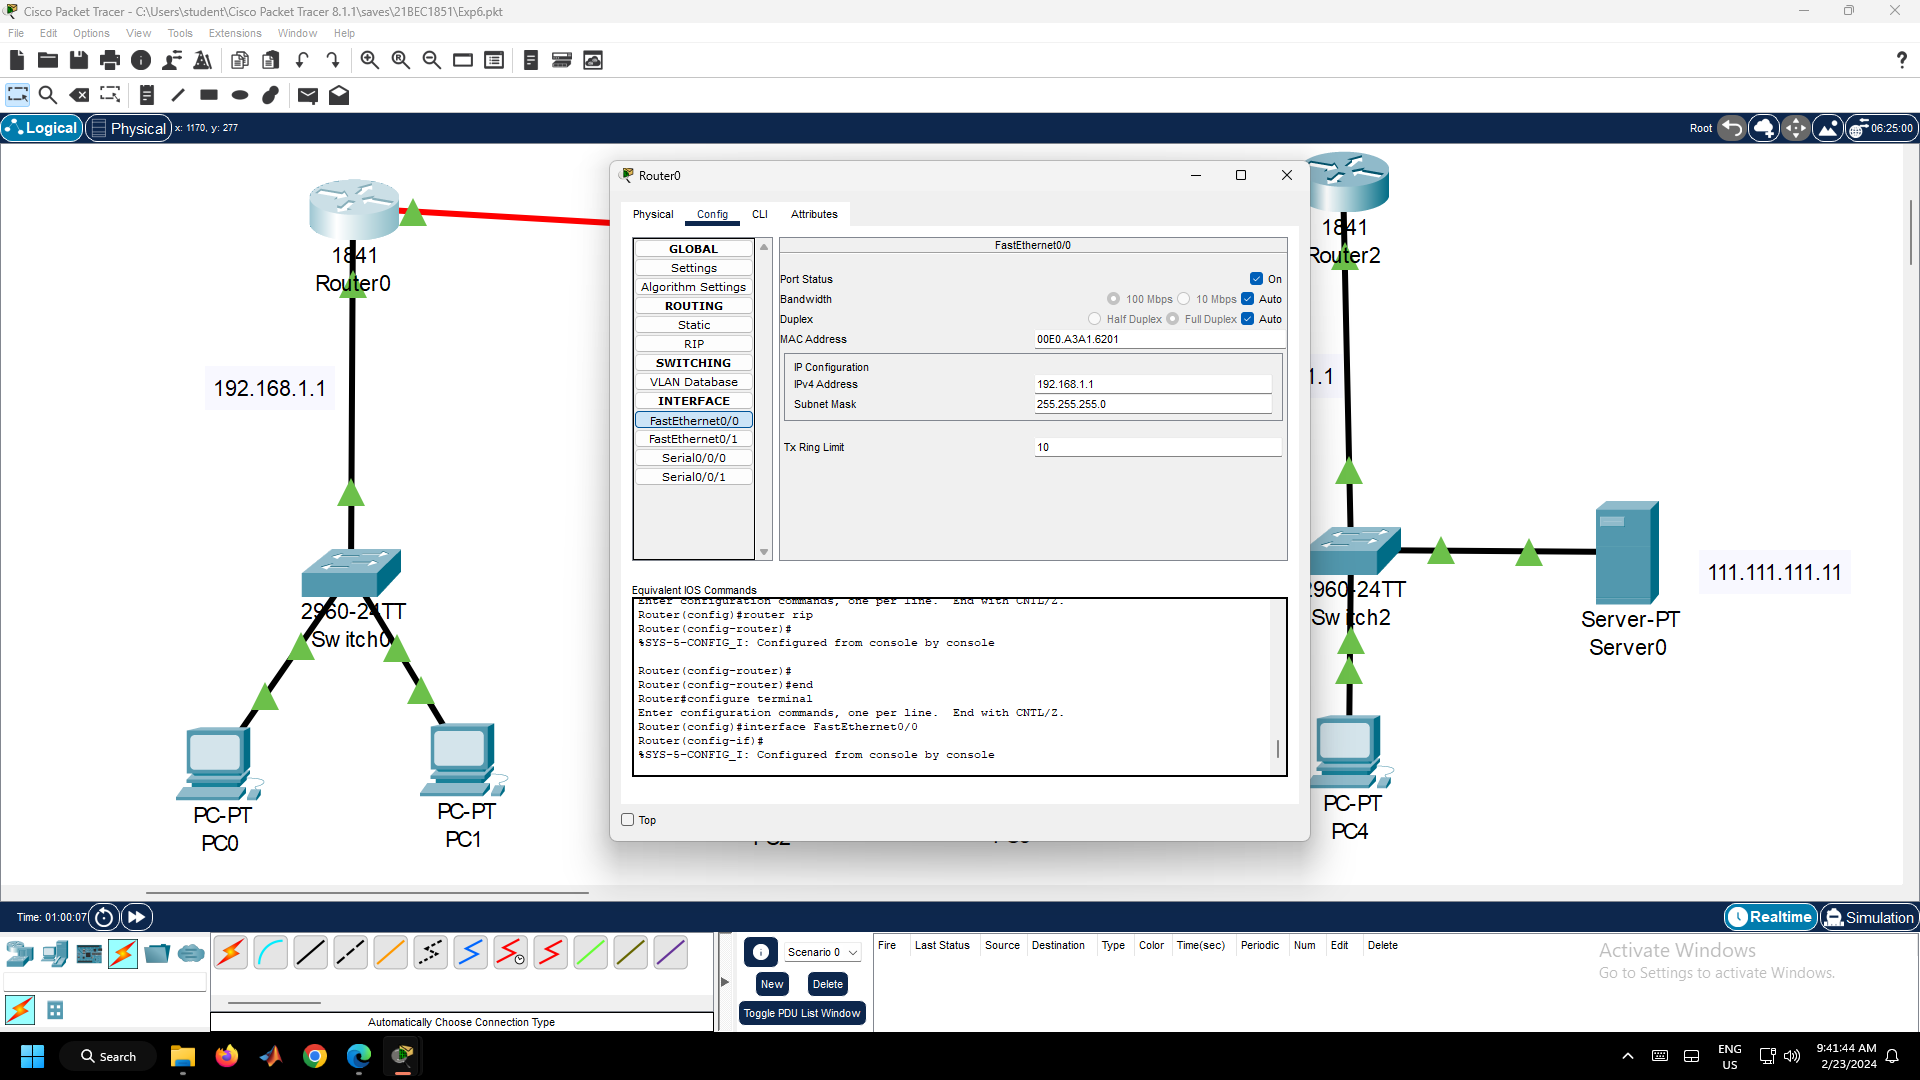 Cisco Packet Tracer - C:\Users\student\Cisco Packet Tracer 8.1.1\saves\21BEC1851\Exp6.pkt
File Edit Options View Tools Extensions Window Help
Logical Physical x: 1170, y: 277 Root 06:25:00
1841
Router0
192.168.1.1
2960-24TT
Switch0
PC-PT
PC0
PC-PT
PC1
Router0
Physical Config CLI Attributes
GLOBAL
Settings
Algorithm Settings
ROUTING
Static
RIP
SWITCHING
VLAN Database
INTERFACE
FastEthernet0/0
FastEthernet0/1
Serial0/0/0
Serial0/0/1
FastEthernet0/0
Port Status On
Bandwidth 100 Mbps 10 Mbps Auto
Duplex Half Duplex Full Duplex Auto
MAC Address 00E0.A3A1.6201
IP Configuration
IPv4 Address 192.168.1.1
Subnet Mask 255.255.255.0
Tx Ring Limit 10
Equivalent IOS Commands
Enter configuration commands, one per line. End with CNTL/Z.
Router(config)#router rip
Router(config-router)#
%SYS-5-CONFIG_I: Configured from console by console
Router(config-router)#
Router(config-router)#end
Router#configure terminal
Enter configuration commands, one per line. End with CNTL/Z.
Router(config)#interface FastEthernet0/0
Router(config-if)#
%SYS-5-CONFIG_I: Configured from console by console
Top
1841
Router2
1.1
2960-24TT
Switch2
Server-PT
Server0
111.111.111.11
PC-PT
PC4
Time: 01:00:07 Realtime Simulation
Automatically Choose Connection Type
Scenario 0
New Delete
Toggle PDU List Window
Fire Last Status Source Destination Type Color Time(sec) Periodic Num Edit Delete
Activate Windows
Go to Settings to activate Windows.
Search
ENG
US
9:41:44 AM
2/23/2024